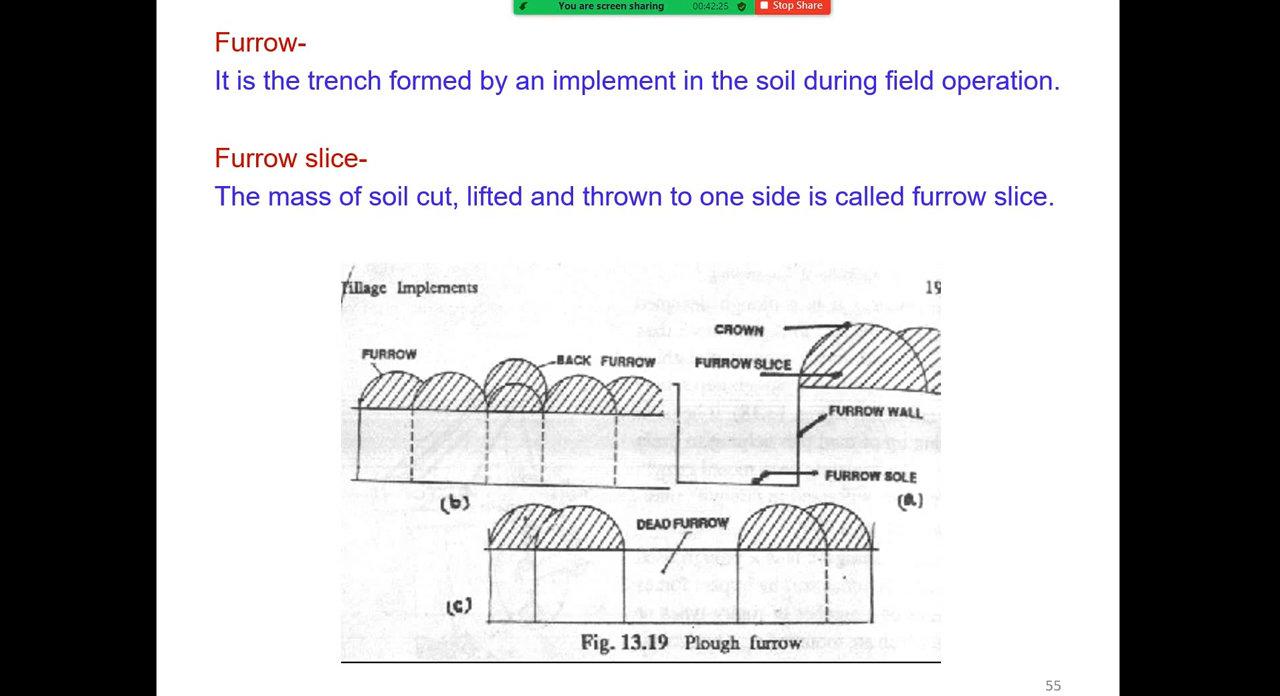 You are screen sharing 00:42:25 Stop Share
Furrow-
It is the trench formed by an implement in the soil during field operation.
Furrow slice-
The mass of soil cut, lifted and thrown to one side is called furrow slice.
Tillage Implements 19
CROWN
FURROW
BACK FURROW
FURROW SLICE
FURROW WALL
FURROW SOLE
(b)
(a)
DEAD FURROW
(c)
Fig. 13.19 Plough furrow
55